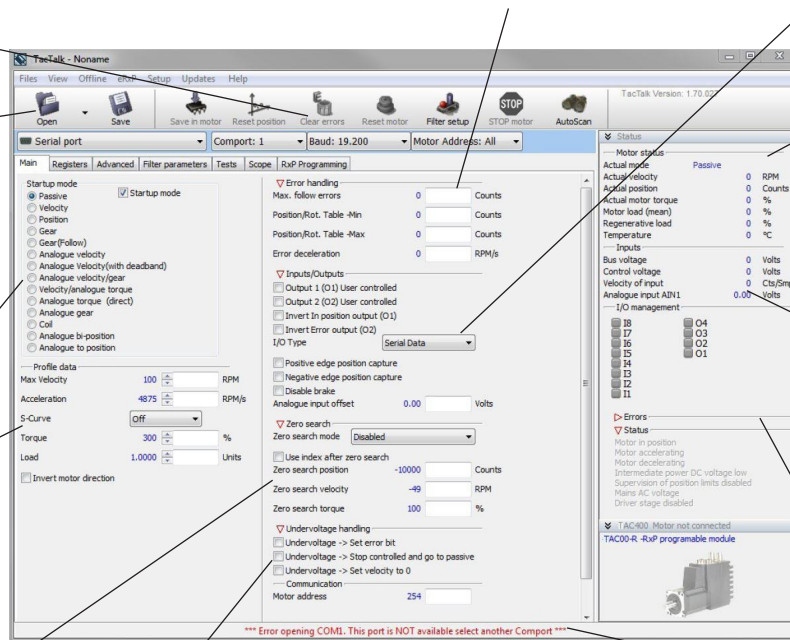 TacTalk - Noname
Files View Offline eRxP Setup Updates Help
Open Save Save in motor Reset position Clear errors Reset motor Filter setup STOP motor AutoScan
STOP
TacTalk Version: 1.70.027
Serial port Comport: 1 Baud: 19.200 Motor Address: All
Main Registers Advanced Filter parameters Tests Scope RxP Programming
Startup mode
Startup mode
Passive
Velocity
Position
Gear
Gear(Follow)
Analogue velocity
Analogue Velocity(with deadband)
Analogue velocity/gear
Velocity/analogue torque
Analogue torque (direct)
Analogue gear
Coil
Analogue bi-position
Analogue to position
Profile data
Max Velocity 100 RPM
Acceleration 4875 RPM/s
S-Curve Off
Torque 300 %
Load 1.0000 Units
Invert motor direction
Error handling
Max. follow errors 0 Counts
Position/Rot. Table -Min 0 Counts
Position/Rot. Table -Max 0 Counts
Error deceleration 0 RPM/s
Inputs/Outputs
Output 1 (O1) User controlled
Output 2 (O2) User controlled
Invert In position output (O1)
Invert Error output (O2)
I/O Type Serial Data
Positive edge position capture
Negative edge position capture
Disable brake
Analogue input offset 0.00 Volts
Zero search
Zero search mode Disabled
Use index after zero search
Zero search position -10000 Counts
Zero search velocity -49 RPM
Zero search torque 100 %
Undervoltage handling
Undervoltage -> Set error bit
Undervoltage -> Stop controlled and go to passive
Undervoltage -> Set velocity to 0
Communication
Motor address 254
Status
Motor status
Actual mode Passive
Actual velocity 0 RPM
Actual position 0 Counts
Actual motor torque 0 %
Motor load (mean) 0 %
Regenerative load 0 %
Temperature 0 °C
Inputs
Bus voltage 0 Volts
Control voltage 0 Volts
Velocity of input 0 Cts/Smp
Analogue input AIN1 0.00 Volts
I/O management
I8 O4
I7 O3
I6 O2
I5 O1
I4
I3
I2
I1
Errors
Status
Motor in position
Motor accelerating
Motor decelerating
Intermediate power DC voltage low
Supervision of position limits disabled
Mains AC voltage
Driver stage disabled
TAC400 Motor not connected
TAC00-R -RxP programable module
*** Error opening COM1. This port is NOT available select another Comport ***